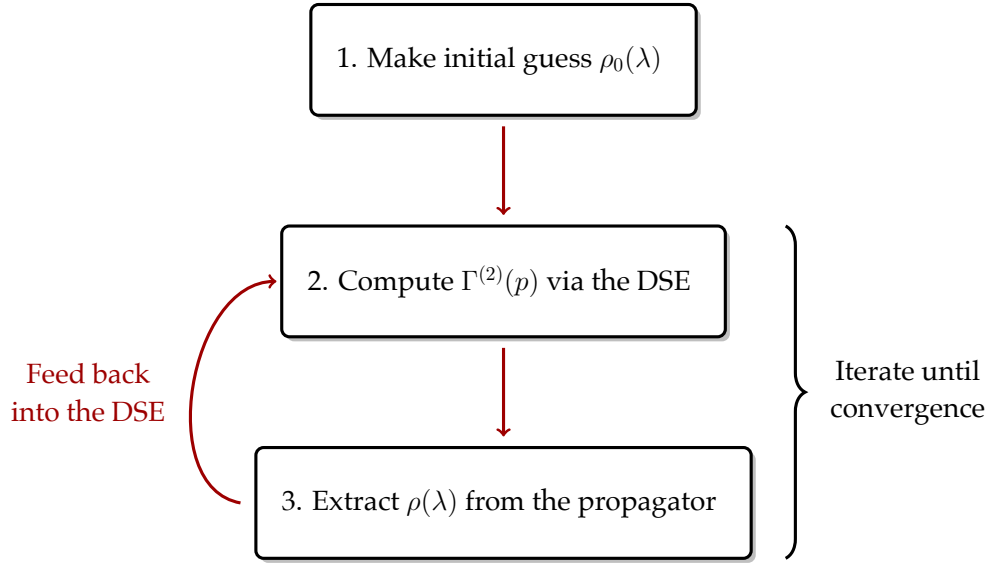 1. Make initial guess ρ₀(λ)
2. Compute Γ⁽²⁾(p) via the DSE
Feed back
into the DSE
Iterate until
convergence
3. Extract ρ(λ) from the propagator